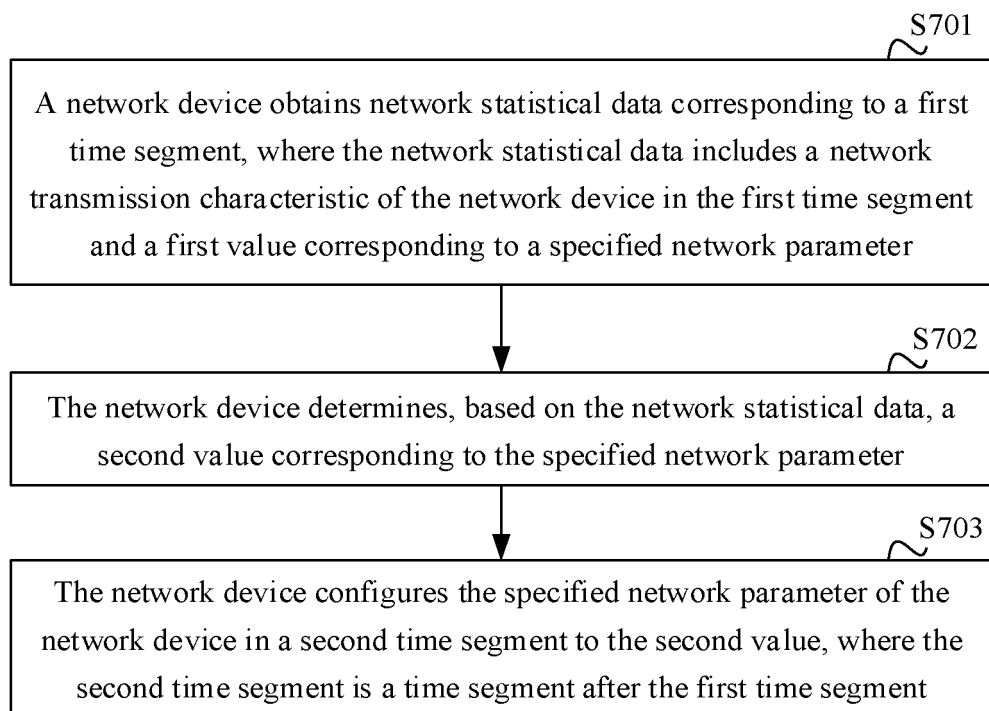 S701
A network device obtains network statistical data corresponding to a first
time segment, where the network statistical data includes a network
transmission characteristic of the network device in the first time segment
and a first value corresponding to a specified network parameter
S702
The network device determines, based on the network statistical data, a
second value corresponding to the specified network parameter
S703
The network device configures the specified network parameter of the
network device in a second time segment to the second value, where the
second time segment is a time segment after the first time segment